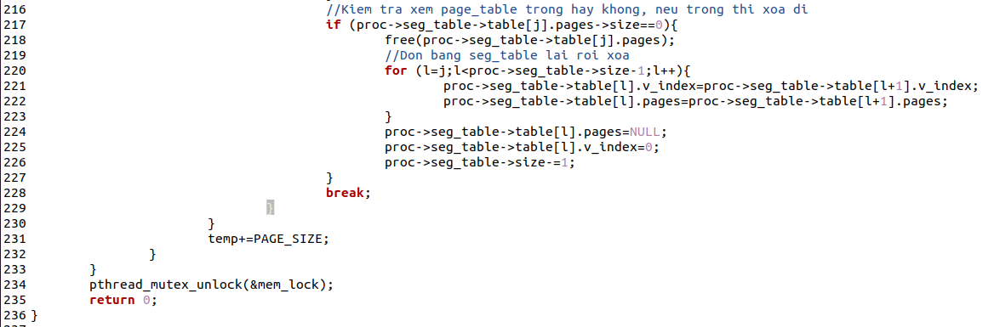 216 //Kiem tra xem page_table trong hay khong, neu trong thi xoa di
217 if (proc->seg_table->table[j].pages->size==0){
218 free(proc->seg_table->table[j].pages);
219 //Don bang seg_table lai roi xoa
220 for (l=j;l<proc->seg_table->size-1;l++){
221 proc->seg_table->table[l].v_index=proc->seg_table->table[l+1].v_index;
222 proc->seg_table->table[l].pages=proc->seg_table->table[l+1].pages;
223 }
224 proc->seg_table->table[l].pages=NULL;
225 proc->seg_table->table[l].v_index=0;
226 proc->seg_table->size-=1;
227 }
228 break;
229 }
230 }
231 temp+=PAGE_SIZE;
232 }
233 }
234 pthread_mutex_unlock(&mem_lock);
235 return 0;
236 }